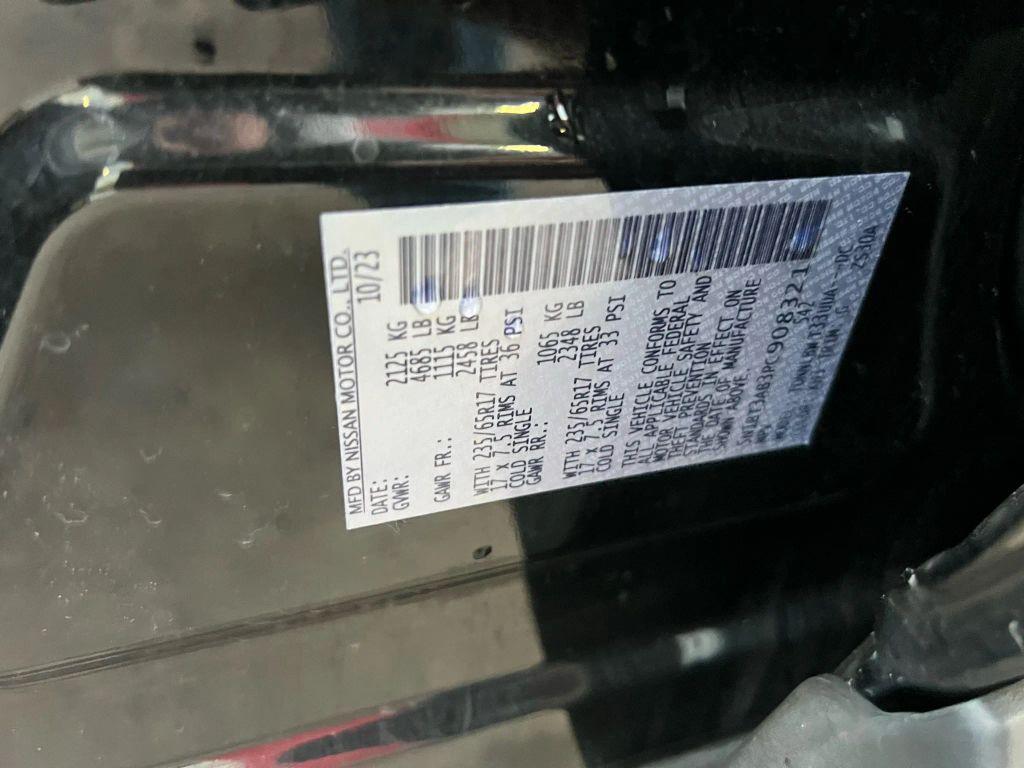 MFD BY NISSAN MOTOR CO., LTD.
DATE: 10/23
GVWR: 2125 KG
4685 LB
GAWR FR.: 1115 KG
2458 LB
WITH 235/65R17 TIRES
17 x 7.5 RIMS AT 36 PSI
COLD SINGLE
GAWR RR.: 1065 KG
2348 LB
WITH 235/65R17 TIRES
17 x 7.5 RIMS AT 33 PSI
COLD SINGLE
THIS VEHICLE CONFORMS TO
ALL APPLICABLE FEDERAL
MOTOR VEHICLE SAFETY AND
THEFT PREVENTION
STANDARDS IN EFFECT ON
THE DATE OF MANUFACTURE
SHOWN ABOVE.
MPV